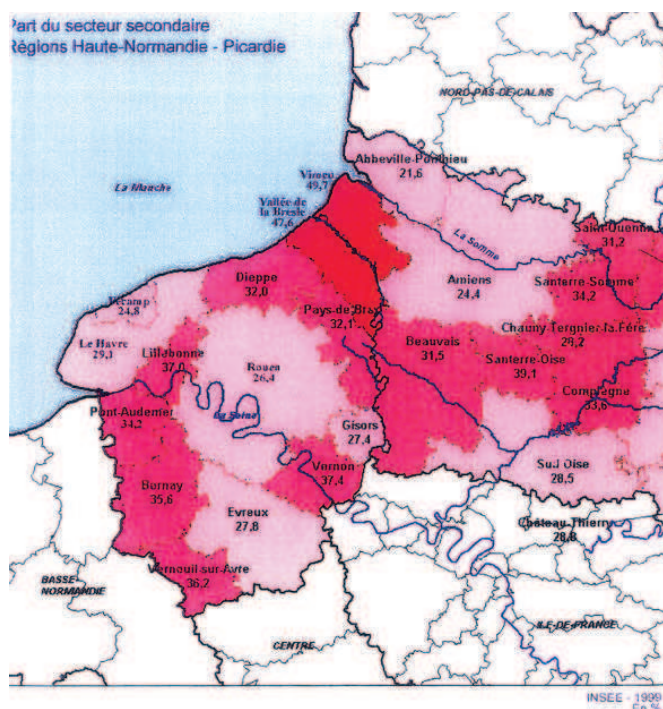 Part du secteur secondaire
Régions Haute-Normandie - Picardie
NORD-PAS-DE-CALAIS
Abbeville-Ponthieu
21,6
Vimeu
49,7
La Manche
Vallée de
la Bresle
47,6
La Somme
Saint-Quentin
31,2
Dieppe
32,0
Amiens
24,4
Santerre-Somme
34,2
Fécamp
24,8
Pays-de-Bray
32,1
Chauny-Tergnier-la.Fère
29,2
Le Havre
29,1
Beauvais
31,5
Lillebonne
37,0
Santerre-Oise
39,1
Rouen
26,4
Compiègne
33,6
Pont-Audemer
34,2
La Seine
Gisors
27,4
Sud Oise
28,5
Vernon
37,4
Bernay
35,6
Evreux
27,8
Château-Thierry
28,8
Verneuil-sur-Avre
36,2
BASSE-
NORMANDIE
ILE-DE-FRANCE
CENTRE
INSEE - 1999
En %